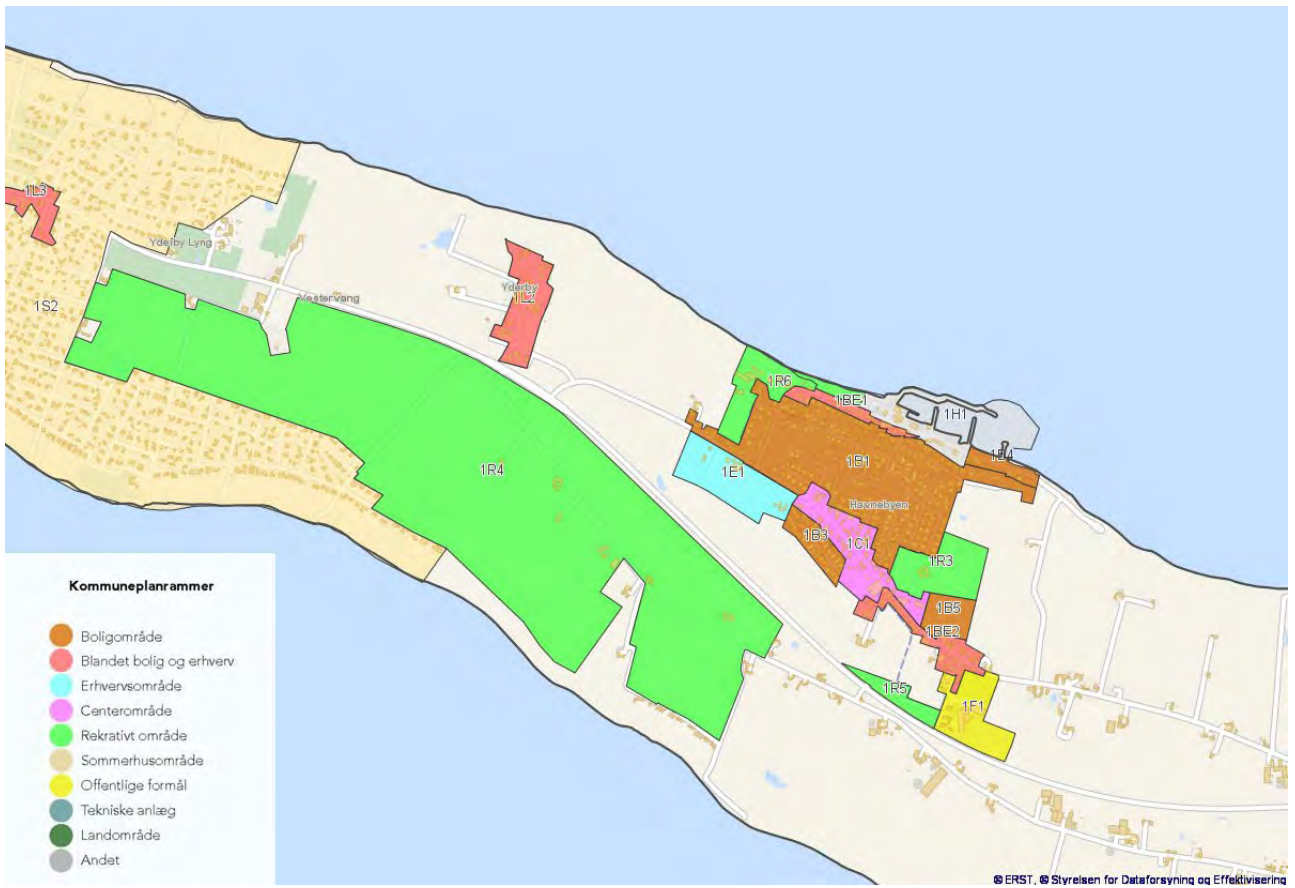 1L3
Yderby Lyng
1S2
Vestervang
Yderby
1L2
1R6
1BE1
1H1
1B4
1B1
1E1
1R4
Havnebyen
1B3
1C1
1R3
1B5
1BE2
1R5
1F1
Kommuneplanrammer
Boligområde
Blandet bolig og erhverv
Erhvervsområde
Centerområde
Rekrativt område
Sommerhusområde
Offentlige formål
Tekniske anlæg
Landområde
Andet
© ERST, © Styrelsen for Dataforsyning og Effektivisering